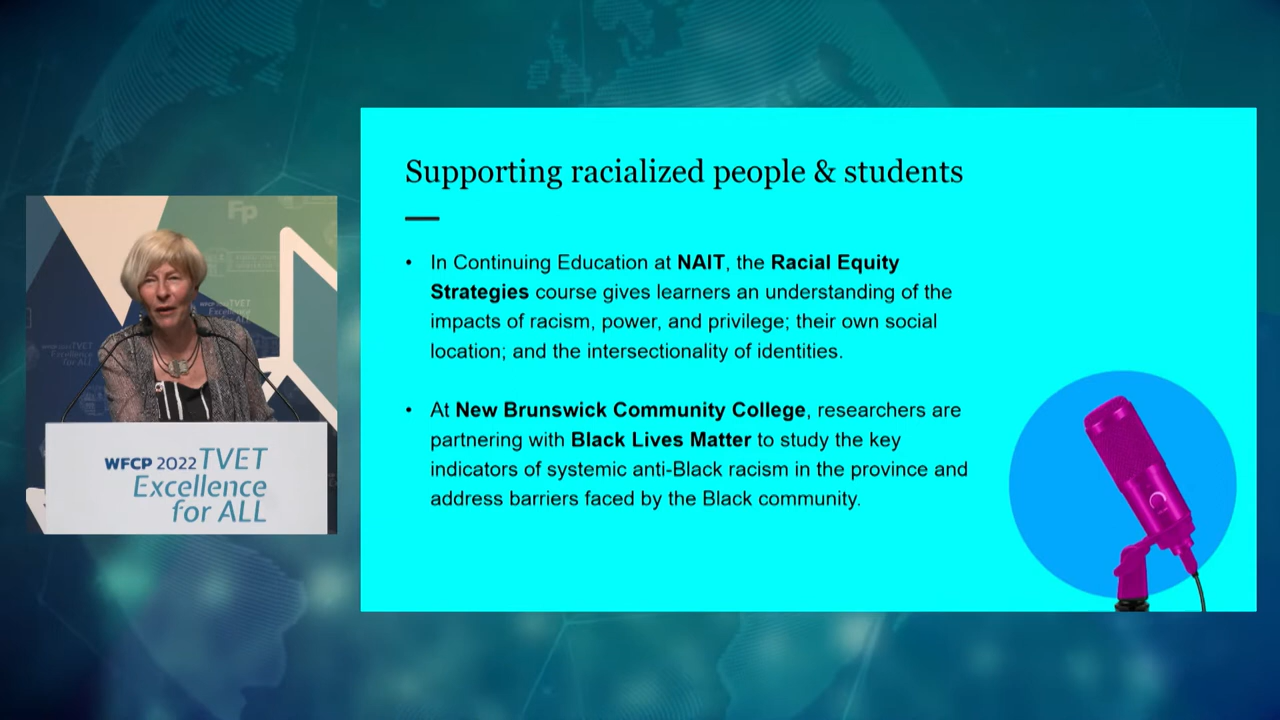 Supporting racialized people & students
• In Continuing Education at NAIT, the Racial Equity
Strategies course gives learners an understanding of the
impacts of racism, power, and privilege; their own social
location; and the intersectionality of identities.
• At New Brunswick Community College, researchers are
partnering with Black Lives Matter to study the key
indicators of systemic anti-Black racism in the province and
address barriers faced by the Black community.
Fp
WFCP 2022 TVET
Excellence
for ALL